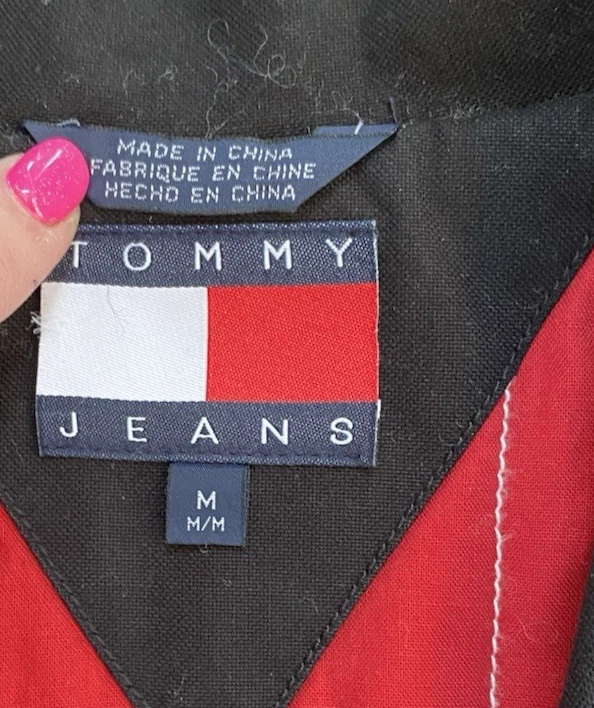 MADE IN CHINA
FABRIQUE EN CHINE
HECHO EN CHINA
TOMMY
JEANS
M
M/M